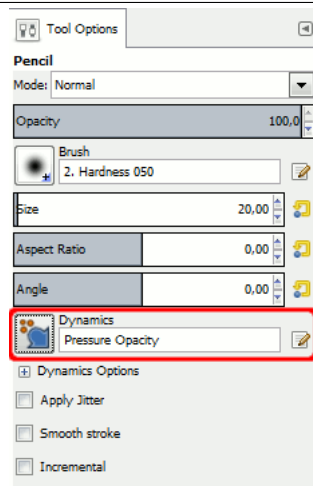 Tool Options
Pencil
Mode: Normal
Opacity 100,0
Brush
2. Hardness 050
Size 20,00
Aspect Ratio 0,00
Angle 0,00
Dynamics
Pressure Opacity
Dynamics Options
Apply Jitter
Smooth stroke
Incremental